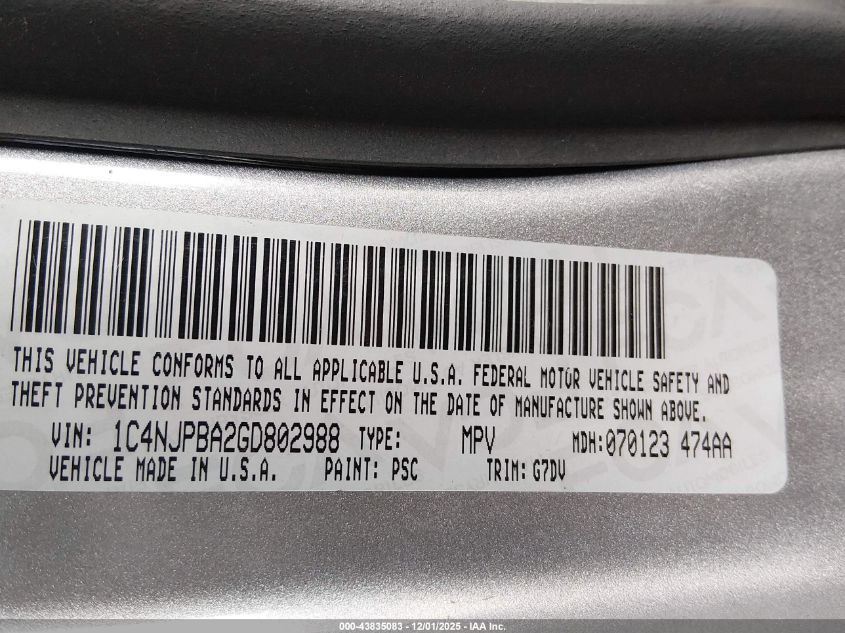 THIS VEHICLE CONFORMS TO ALL APPLICABLE U.S.A. FEDERAL MOTOR VEHICLE SAFETY AND
THEFT PREVENTION STANDARDS IN EFFECT ON THE DATE OF MANUFACTURE SHOWN ABOVE.
VIN: 1C4NJPBA2GD802988 TYPE: MPV MDH:070123 474AA
VEHICLE MADE IN U.S.A. PAINT: PSC TRIM: G7DV
000-43835083 - 12/01/2025 - IAA Inc.